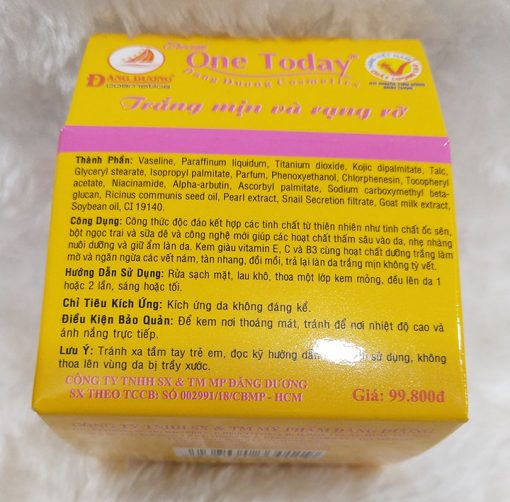 Cream
One Today®
Dang Duong Cosmetics
ĐĂNG DƯƠNG®
COSMETICS
Trắng mịn và rạng rỡ
Thành Phần: Vaseline, Paraffinum liquidum, Titanium dioxide, Kojic dipalmitate, Talc,
Glyceryl stearate, Isopropyl palmitate, Parfum, Phenoxyethanol, Chlorphenesin, Tocopheryl
acetate, Niacinamide, Alpha-arbutin, Ascorbyl palmitate, Sodium carboxymethyl beta-
glucan, Ricinus communis seed oil, Pearl extract, Snail Secretion filtrate, Goat milk extract,
Soybean oil, CI 19140.
Công Dụng: Công thức độc đáo kết hợp các tinh chất từ thiên nhiên như tinh chất ốc sên,
bột ngọc trai và sữa dê và công nghệ mới giúp các hoạt chất thấm sâu vào da, nhẹ nhàng
nuôi dưỡng và giữ ẩm làn da. Kem giàu vitamin E, C và B3 cùng hoạt chất dưỡng trắng làm
mờ và ngăn ngừa các vết nám, tàn nhang, đồi mồi, trả lại làn da trắng mịn không tỳ vết.
Hướng Dẫn Sử Dụng: Rửa sạch mặt, lau khô, thoa một lớp kem mỏng, đều lên da 1
hoặc 2 lần, sáng hoặc tối.
Chỉ Tiêu Kích Ứng: Kích ứng da không đáng kể.
Điều Kiện Bảo Quản: Để kem nơi thoáng mát, tránh để nơi nhiệt độ cao và
ánh nắng trực tiếp.
Lưu Ý: Tránh xa tầm tay trẻ em, đọc kỹ hướng dẫn sử dụng, không
thoa lên vùng da bị trầy xước.
CÔNG TY TNHH SX & TM MP ĐĂNG DƯƠNG
SX THEO TCCB: SỐ 002991/18/CBMP - HCM
Giá: 99.800đ
CÔNG TY TNHH SX & TM MỸ PHẨM ĐĂNG DƯƠNG